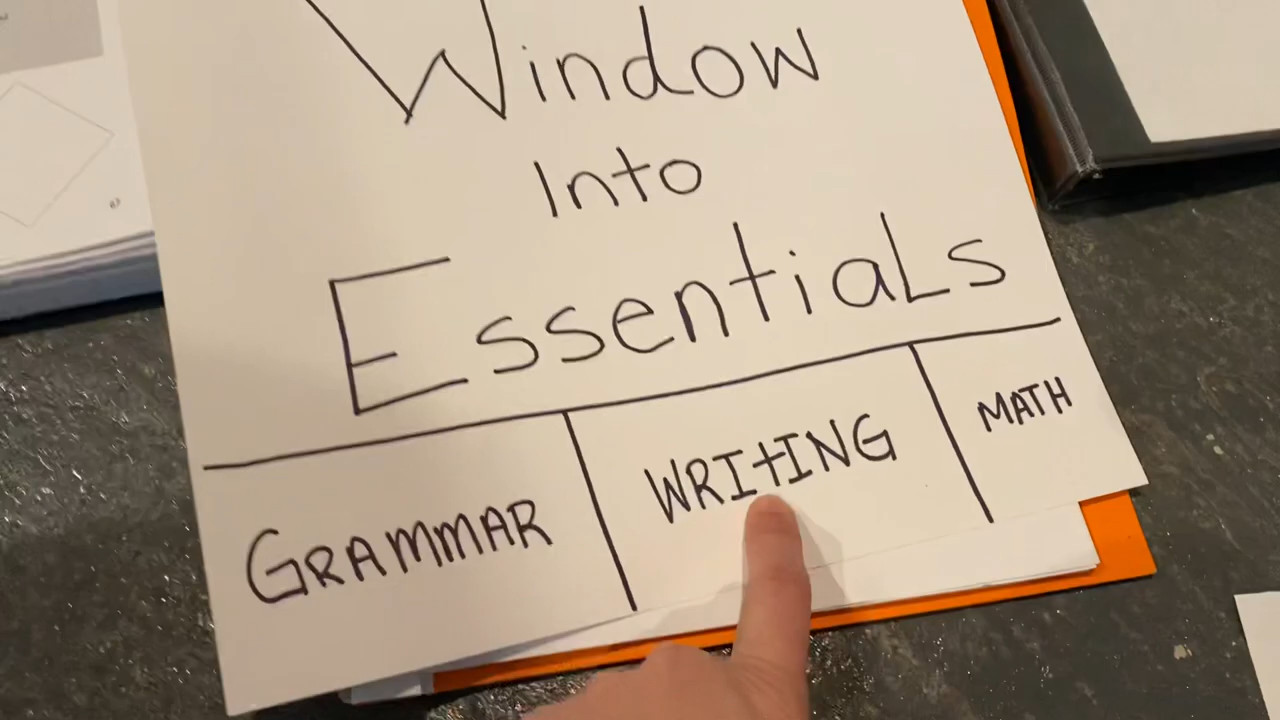 Window
Into
Essentials
GRAMMAR
WRItING
MATH